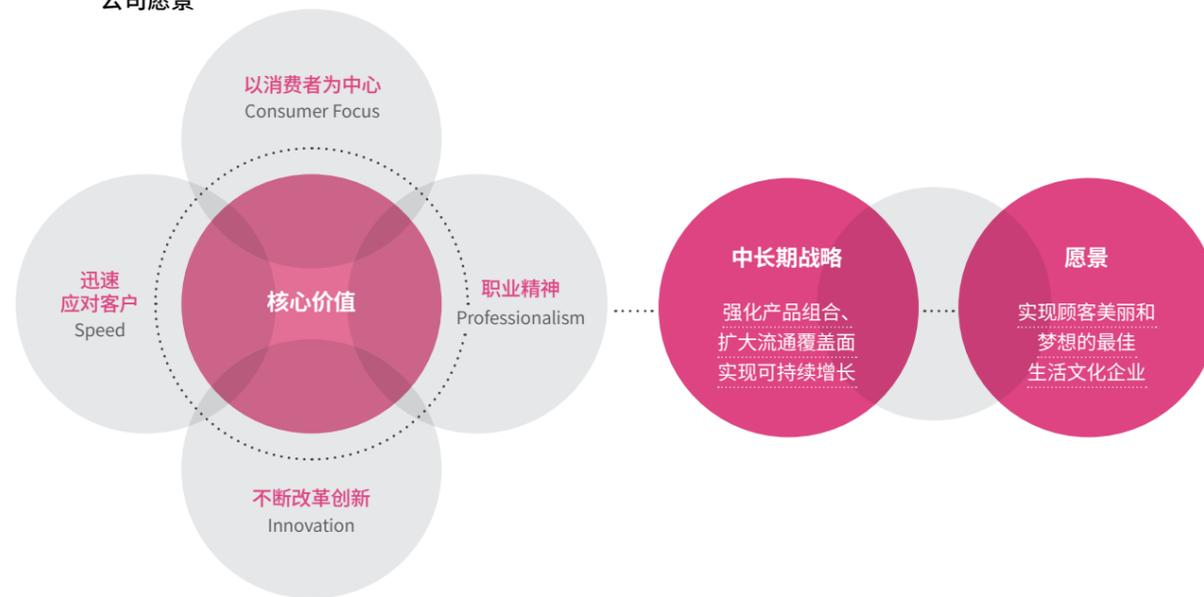 公司愿景
以消费者为中心
Consumer Focus
迅速
应对客户
Speed
核心价值
职业精神
Professionalism
不断改革创新
Innovation
中长期战略
强化产品组合、
扩大流通覆盖面
实现可持续增长
愿景
实现顾客美丽和
梦想的最佳
生活文化企业